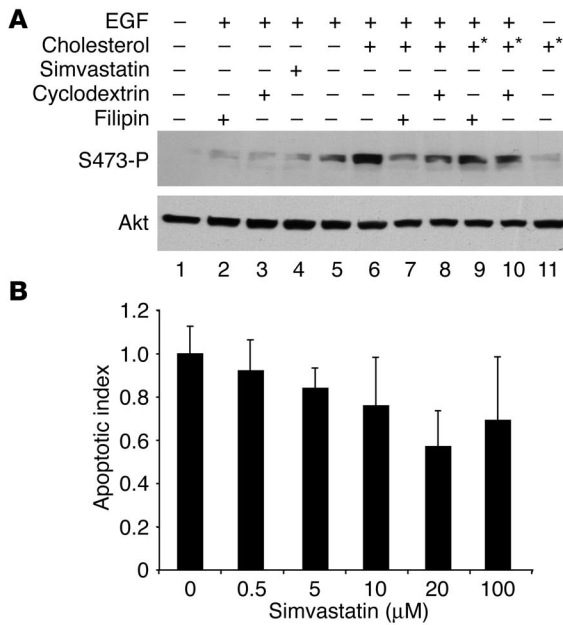 A
EGF – + + + + + + + + + –
Cholesterol – – – – – + + + +* +* +*
Simvastatin – – – + – – – – – – –
Cyclodextrin – – + – – – – + – + –
Filipin – + – – – – + – + – –
S473-P
Akt
1 2 3 4 5 6 7 8 9 10 11
B
Apoptotic index
1.2
1.0
0.8
0.6
0.4
0.2
0
0 0.5 5 10 20 100
Simvastatin (μM)